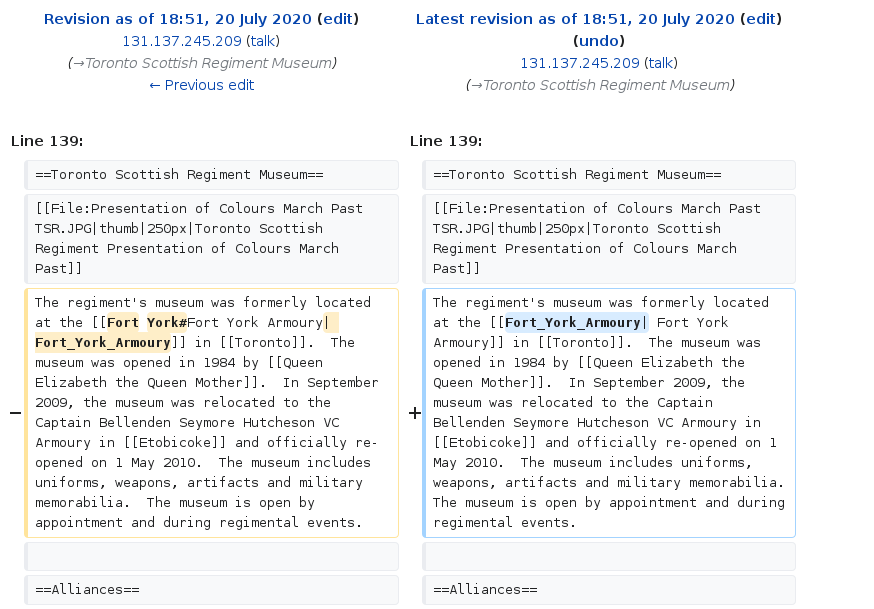 Revision as of 18:51, 20 July 2020 (edit)
131.137.245.209 (talk)
(→Toronto Scottish Regiment Museum)
← Previous edit
Latest revision as of 18:51, 20 July 2020 (edit)
(undo)
131.137.245.209 (talk)
(→Toronto Scottish Regiment Museum)
Line 139:
Line 139:
==Toronto Scottish Regiment Museum==
==Toronto Scottish Regiment Museum==
[[File:Presentation of Colours March Past
TSR.JPG|thumb|250px|Toronto Scottish
Regiment Presentation of Colours March
Past]]
[[File:Presentation of Colours March Past
TSR.JPG|thumb|250px|Toronto Scottish
Regiment Presentation of Colours March
Past]]
−
The regiment's museum was formerly located
at the [[Fort York#Fort York Armoury|
Fort_York_Armoury]] in [[Toronto]].  The
museum was opened in 1984 by [[Queen
Elizabeth the Queen Mother]].  In September
2009, the museum was relocated to the
Captain Bellenden Seymore Hutcheson VC
Armoury in [[Etobicoke]] and officially re-
opened on 1 May 2010.  The museum includes
uniforms, weapons, artifacts and military
memorabilia.  The museum is open by
appointment and during regimental events.
+
The regiment's museum was formerly located
at the [[Fort_York_Armoury| Fort York
Armoury]] in [[Toronto]].  The museum was
opened in 1984 by [[Queen Elizabeth the
Queen Mother]].  In September 2009, the
museum was relocated to the Captain
Bellenden Seymore Hutcheson VC Armoury in
[[Etobicoke]] and officially re-opened on 1
May 2010.  The museum includes uniforms,
weapons, artifacts and military memorabilia.
The museum is open by appointment and during
regimental events.
==Alliances==
==Alliances==